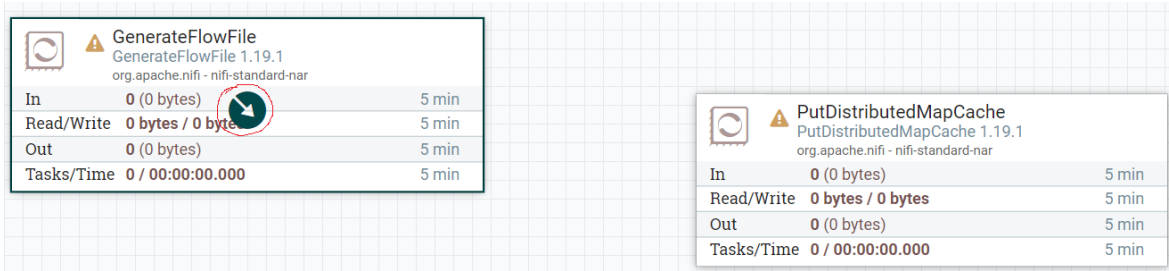 GenerateFlowFile
GenerateFlowFile 1.19.1
org.apache.nifi - nifi-standard-nar
In 0 (0 bytes) 5 min
Read/Write 0 bytes / 0 bytes 5 min
Out 0 (0 bytes) 5 min
Tasks/Time 0 / 00:00:00.000 5 min
PutDistributedMapCache
PutDistributedMapCache 1.19.1
org.apache.nifi - nifi-standard-nar
In 0 (0 bytes) 5 min
Read/Write 0 bytes / 0 bytes 5 min
Out 0 (0 bytes) 5 min
Tasks/Time 0 / 00:00:00.000 5 min